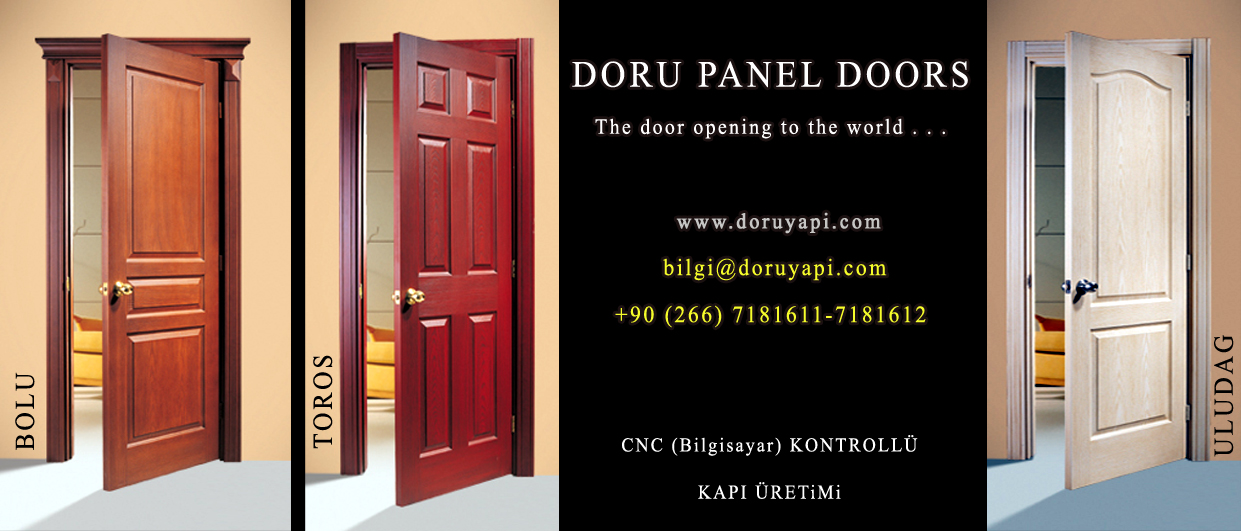 BOLU
TOROS
DORU PANEL DOORS
The door opening to the world . . .
www.doruyapi.com
bilgi@doruyapi.com
+90 (266) 7181611-7181612
CNC (Bilgisayar) KONTROLLÜ
KAPI ÜRETiMi
ULUDAG